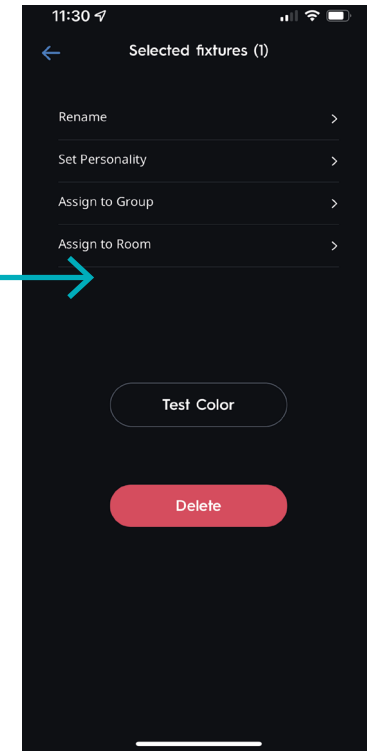 11:30
Selected fixtures (1)
Rename
Set Personality
Assign to Group
Assign to Room
Test Color
Delete